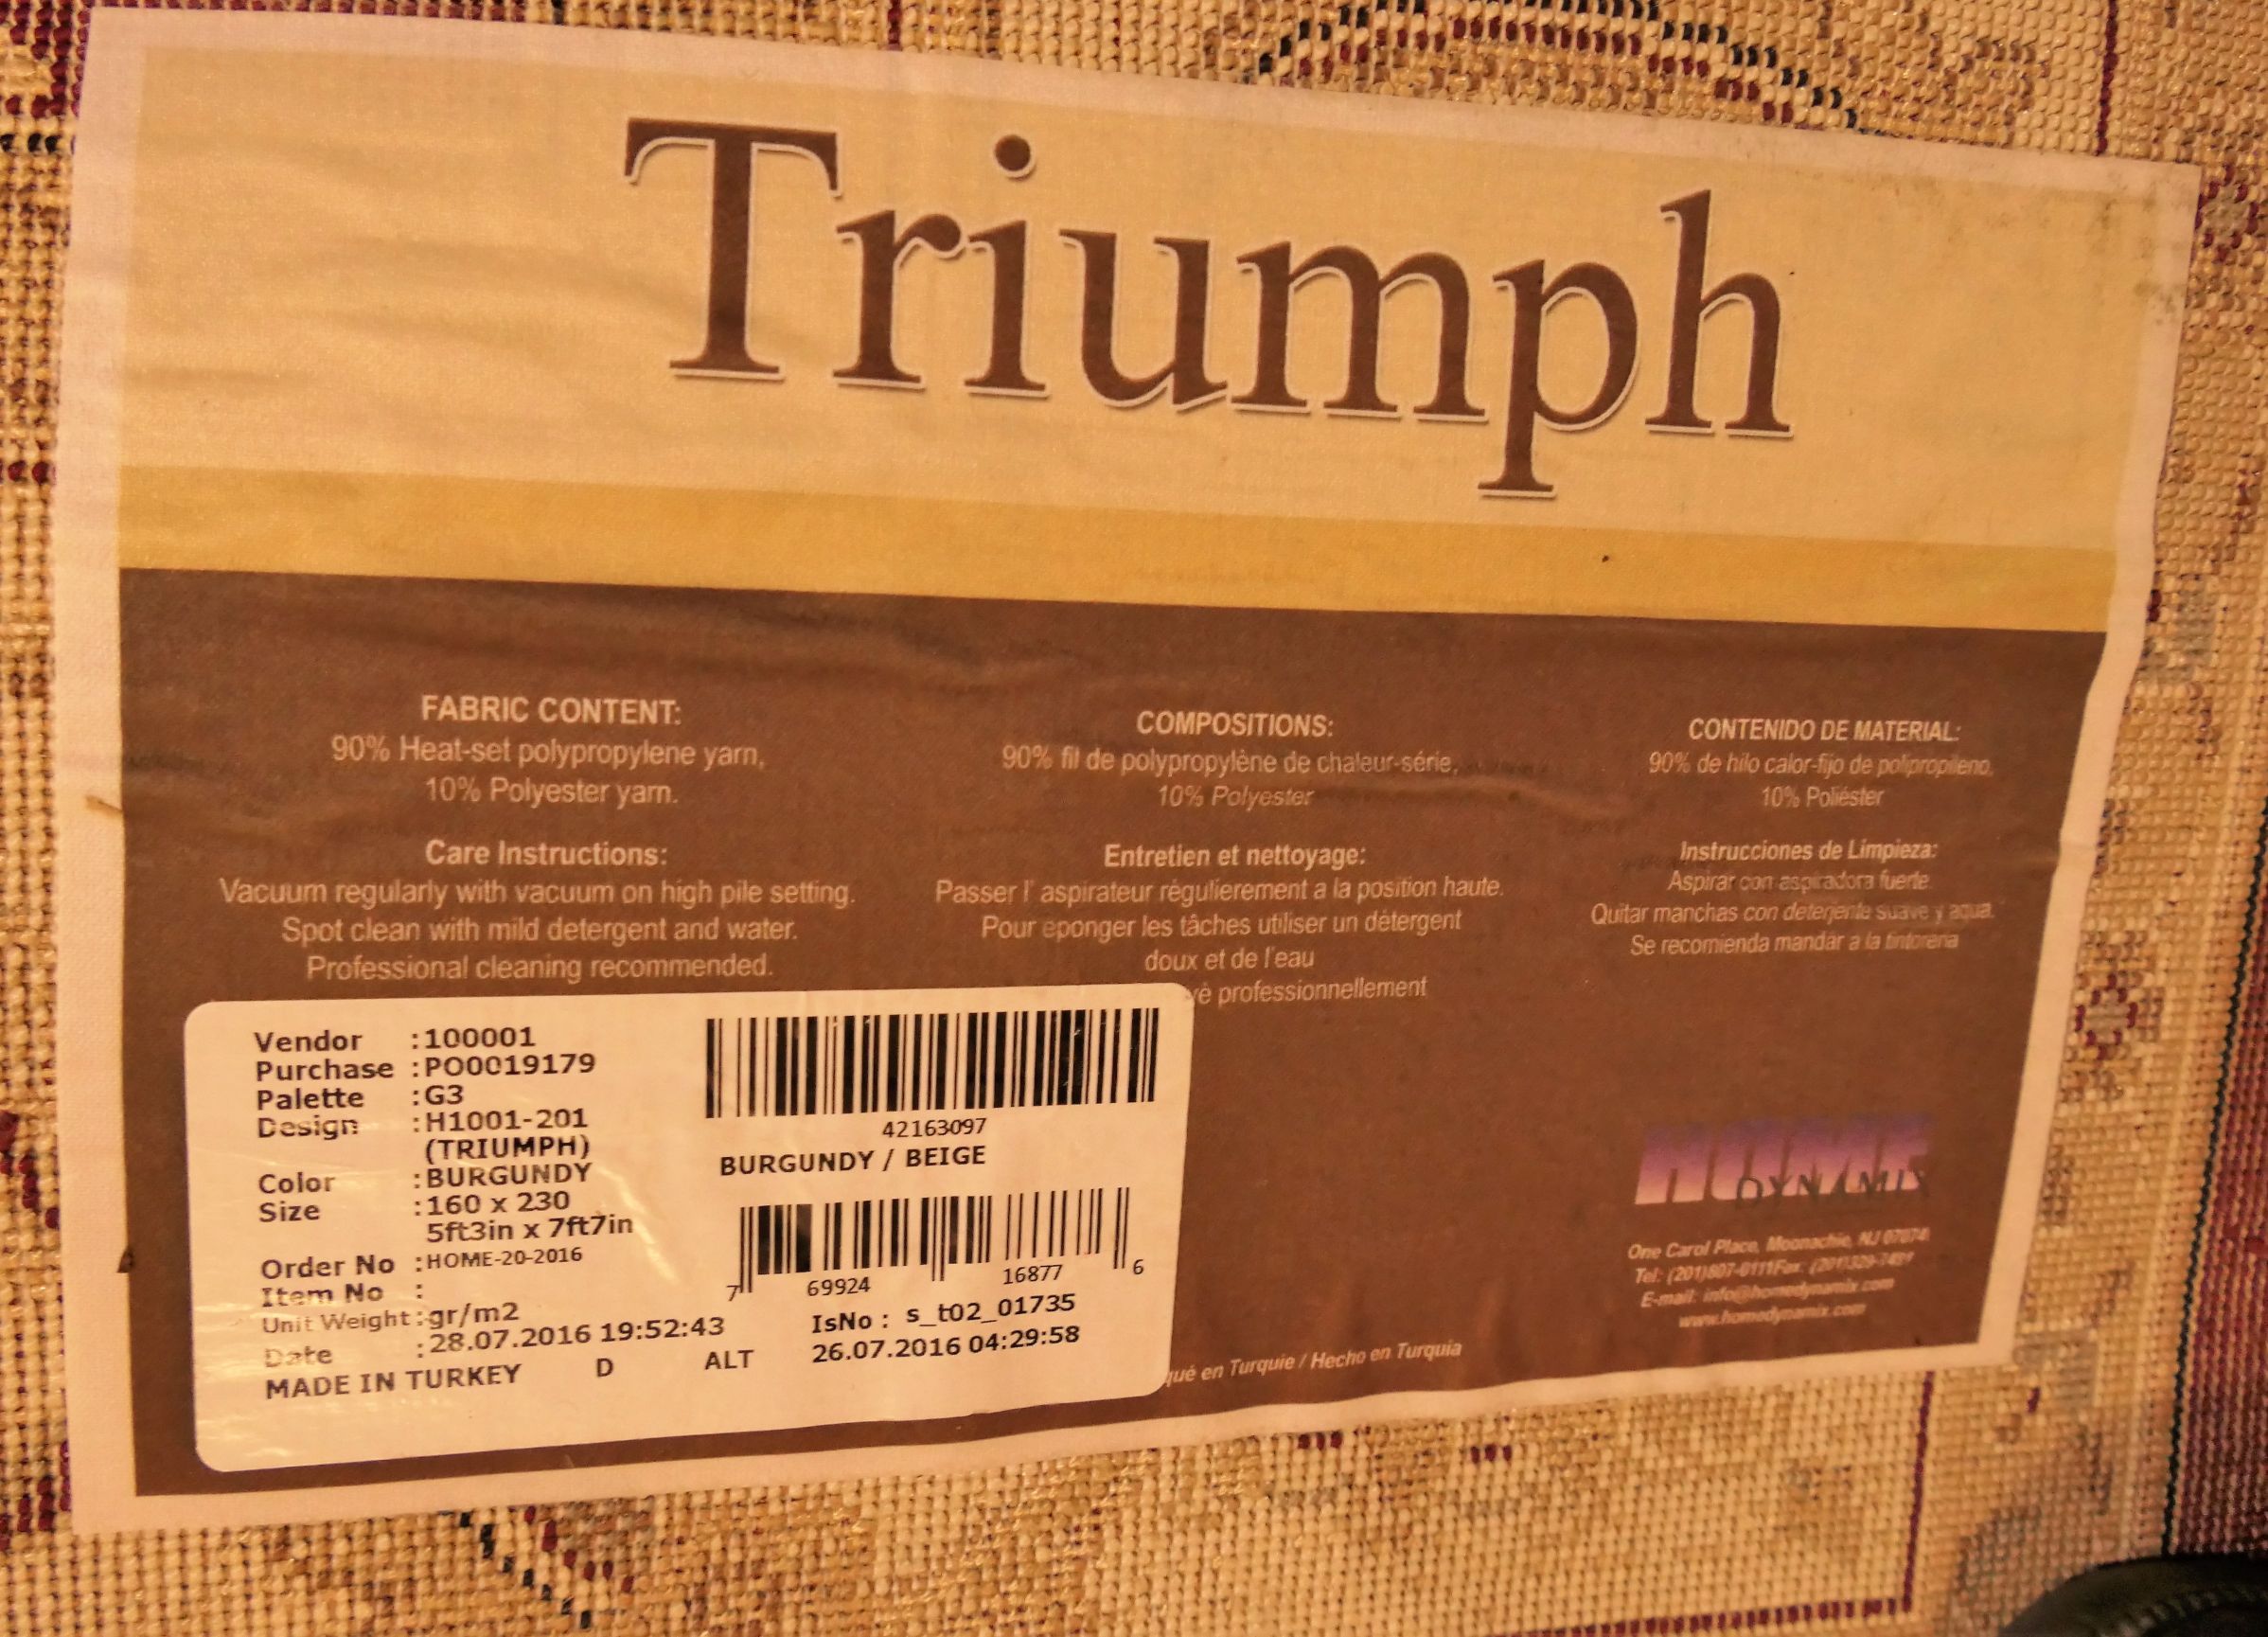 Triumph
FABRIC CONTENT:
90% Heat-set polypropylene yarn,
10% Polyester yarn.
Care Instructions:
Vacuum regularly with vacuum on high pile setting.
Spot clean with mild detergent and water.
Professional cleaning recommended.
COMPOSITIONS:
90% fil de polypropylène de chaleur-série,
10% Polyester
Entretien et nettoyage:
Passer l' aspirateur régulierement a la position haute.
Pour eponger les tâches utiliser un détergent
doux et de l'eau
professionnellement
CONTENIDO DE MATERIAL:
90% de hilo calor-fijo de polipropileno,
10% Poliéster
Instrucciones de Limpieza:
Aspirar con aspiradora fuerte
Quitar manchas con deterjente suave y agua.
Se recomienda mandar a la tintoreria
Vendor :100001
Purchase :PO0019179
Palette :G3
Design :H1001-201
(TRIUMPH)
Color :BURGUNDY
Size :160 x 230
5ft3in x 7ft7in
Order No :HOME-20-2016
Item No :
Unit Weight :gr/m2
Date :28.07.2016 19:52:43
MADE IN TURKEY D ALT
42163097
BURGUNDY / BEIGE
7 69924 16877 6
IsNo : s_t02_01735
26.07.2016 04:29:58
HOME
DYNAMIX
One Carol Place, Moonachie, NJ 07074
Tel: (201)807-0111Fax: (201)329-7491
E-mail: info@homedynamix.com
www.homedynamix.com
en Turquie / Hecho en Turquia